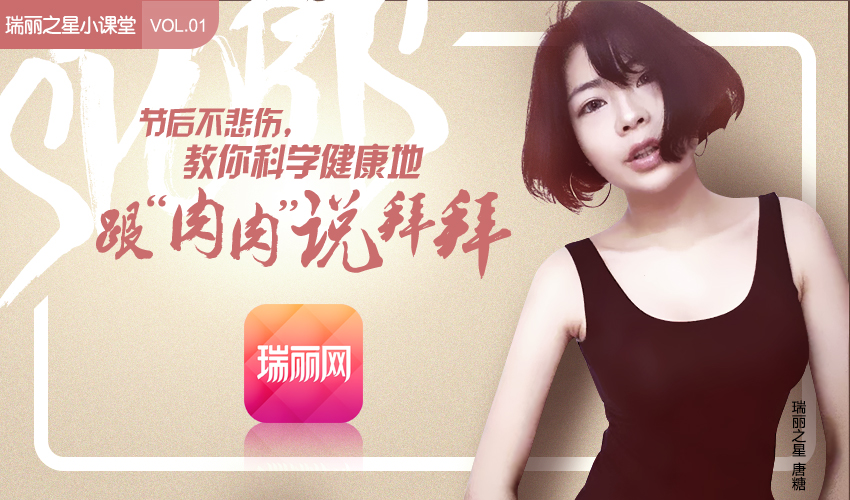 瑞丽之星小课堂 VOL.01
节后不悲伤，
教你科学健康地
跟“肉肉”说拜拜
瑞丽网
瑞丽之星 唐糖